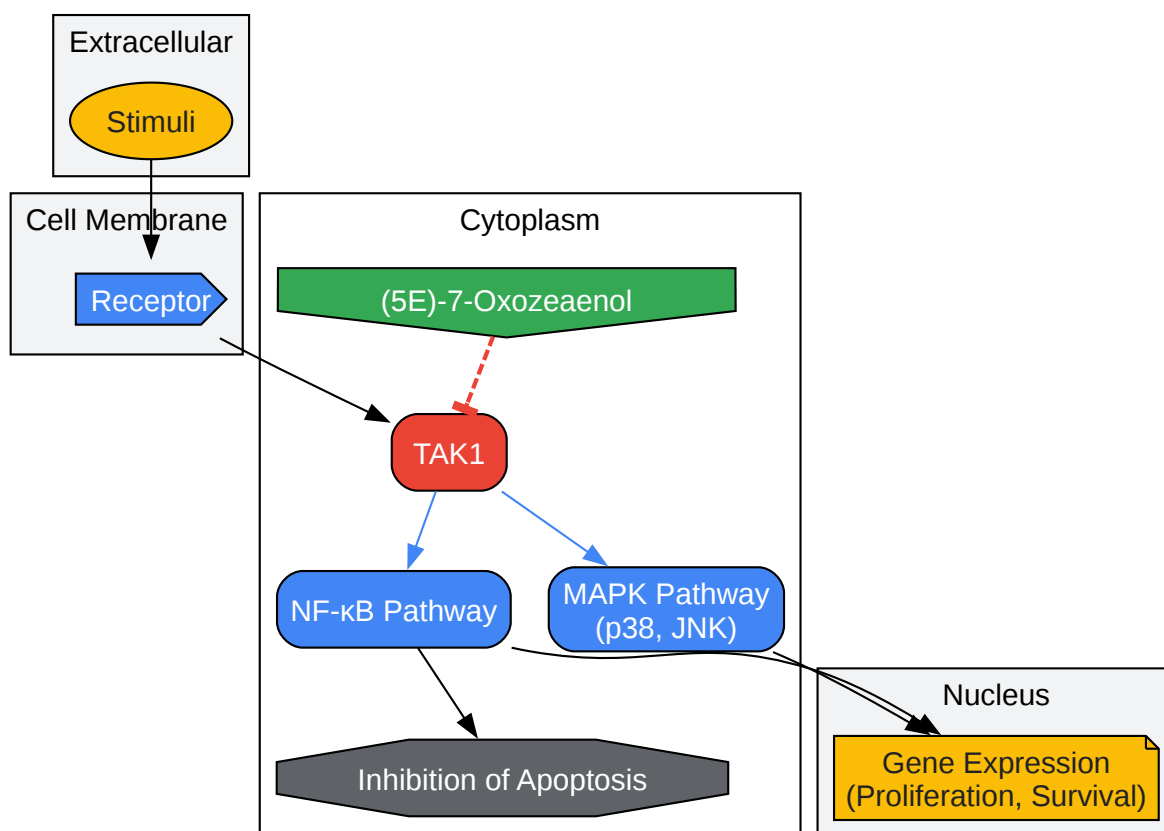 Extracellular
Stimuli
Cell Membrane
Receptor
Cytoplasm
(5E)-7-Oxozeaenol
TAK1
NF-κB Pathway
MAPK Pathway
(p38, JNK)
Inhibition of Apoptosis
Nucleus
Gene Expression
(Proliferation, Survival)